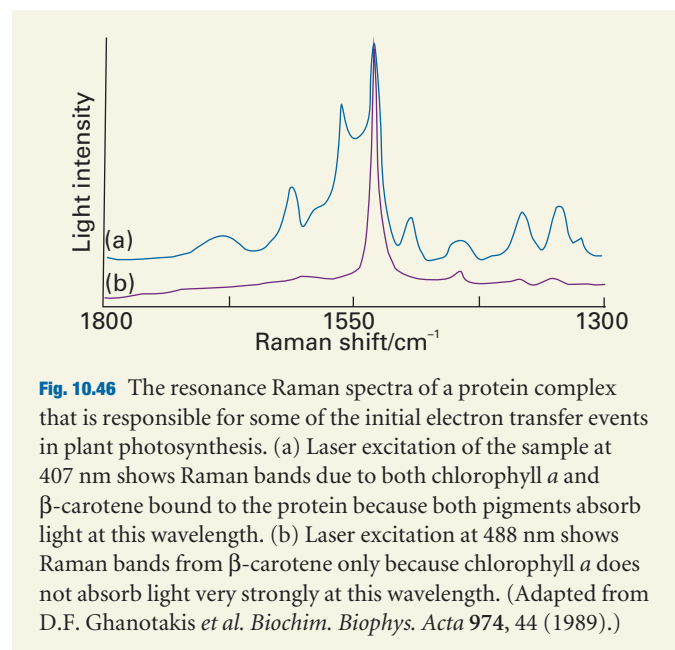 Light intensity
(a)
(b)
1800
1550
1300
Raman shift/cm⁻¹
Fig. 10.46 The resonance Raman spectra of a protein complex
that is responsible for some of the initial electron transfer events
in plant photosynthesis. (a) Laser excitation of the sample at
407 nm shows Raman bands due to both chlorophyll a and
β-carotene bound to the protein because both pigments absorb
light at this wavelength. (b) Laser excitation at 488 nm shows
Raman bands from β-carotene only because chlorophyll a does
not absorb light very strongly at this wavelength. (Adapted from
D.F. Ghanotakis et al. Biochim. Biophys. Acta 974, 44 (1989).)